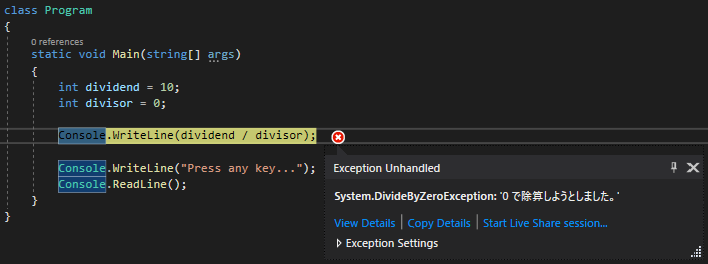 class Program
{
0 references
static void Main(string[] args)
{
int dividend = 10;
int divisor = 0;
Console.WriteLine(dividend / divisor);
Console.WriteLine("Press any key...");
Console.ReadLine();
}
}
Exception Unhandled
System.DivideByZeroException: '0 で除算しようとしました。'
View Details | Copy Details | Start Live Share session...
Exception Settings